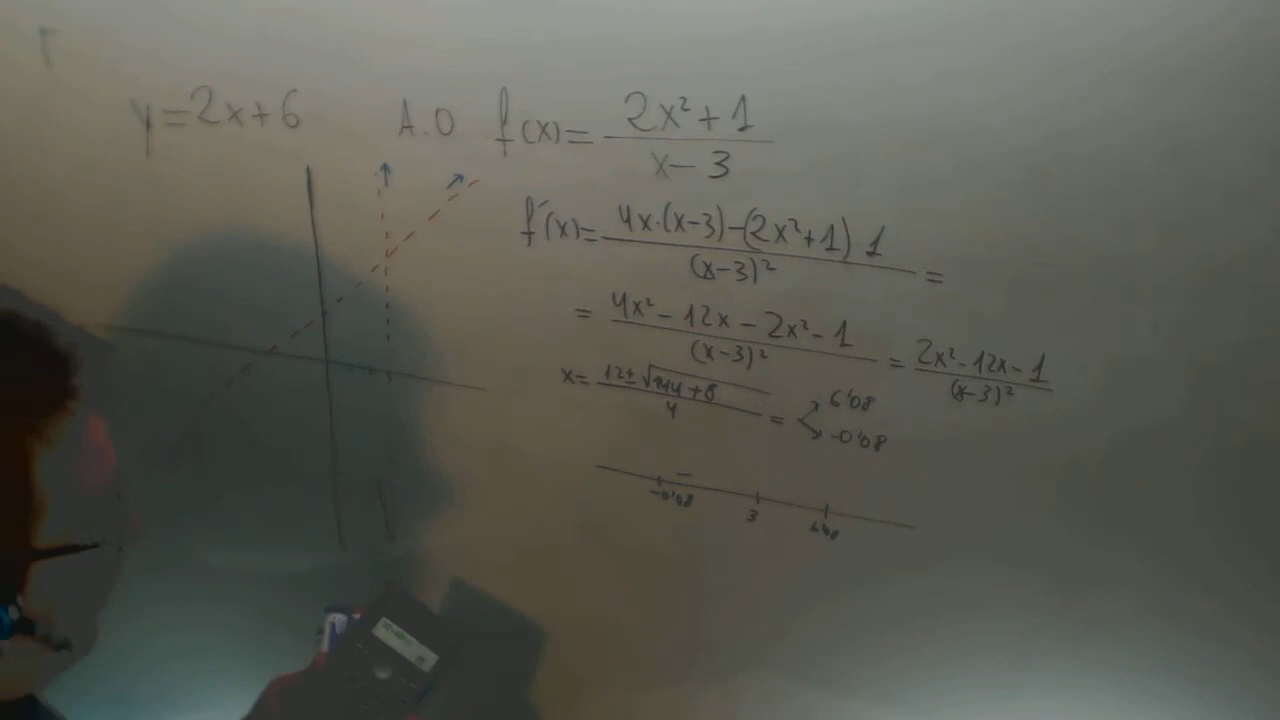 y=2x+6 A.O f(x)= (2x²+1)/(x-3)
f'(x)= (4x·(x-3)-(2x²+1) 1)/(x-3)² =
= (4x²-12x-2x²-1)/(x-3)² = (2x²-12x-1)/(x-3)²
x= (12±√144+8)/4 = 6'08
-0'08
-
-0'08 3 6'08